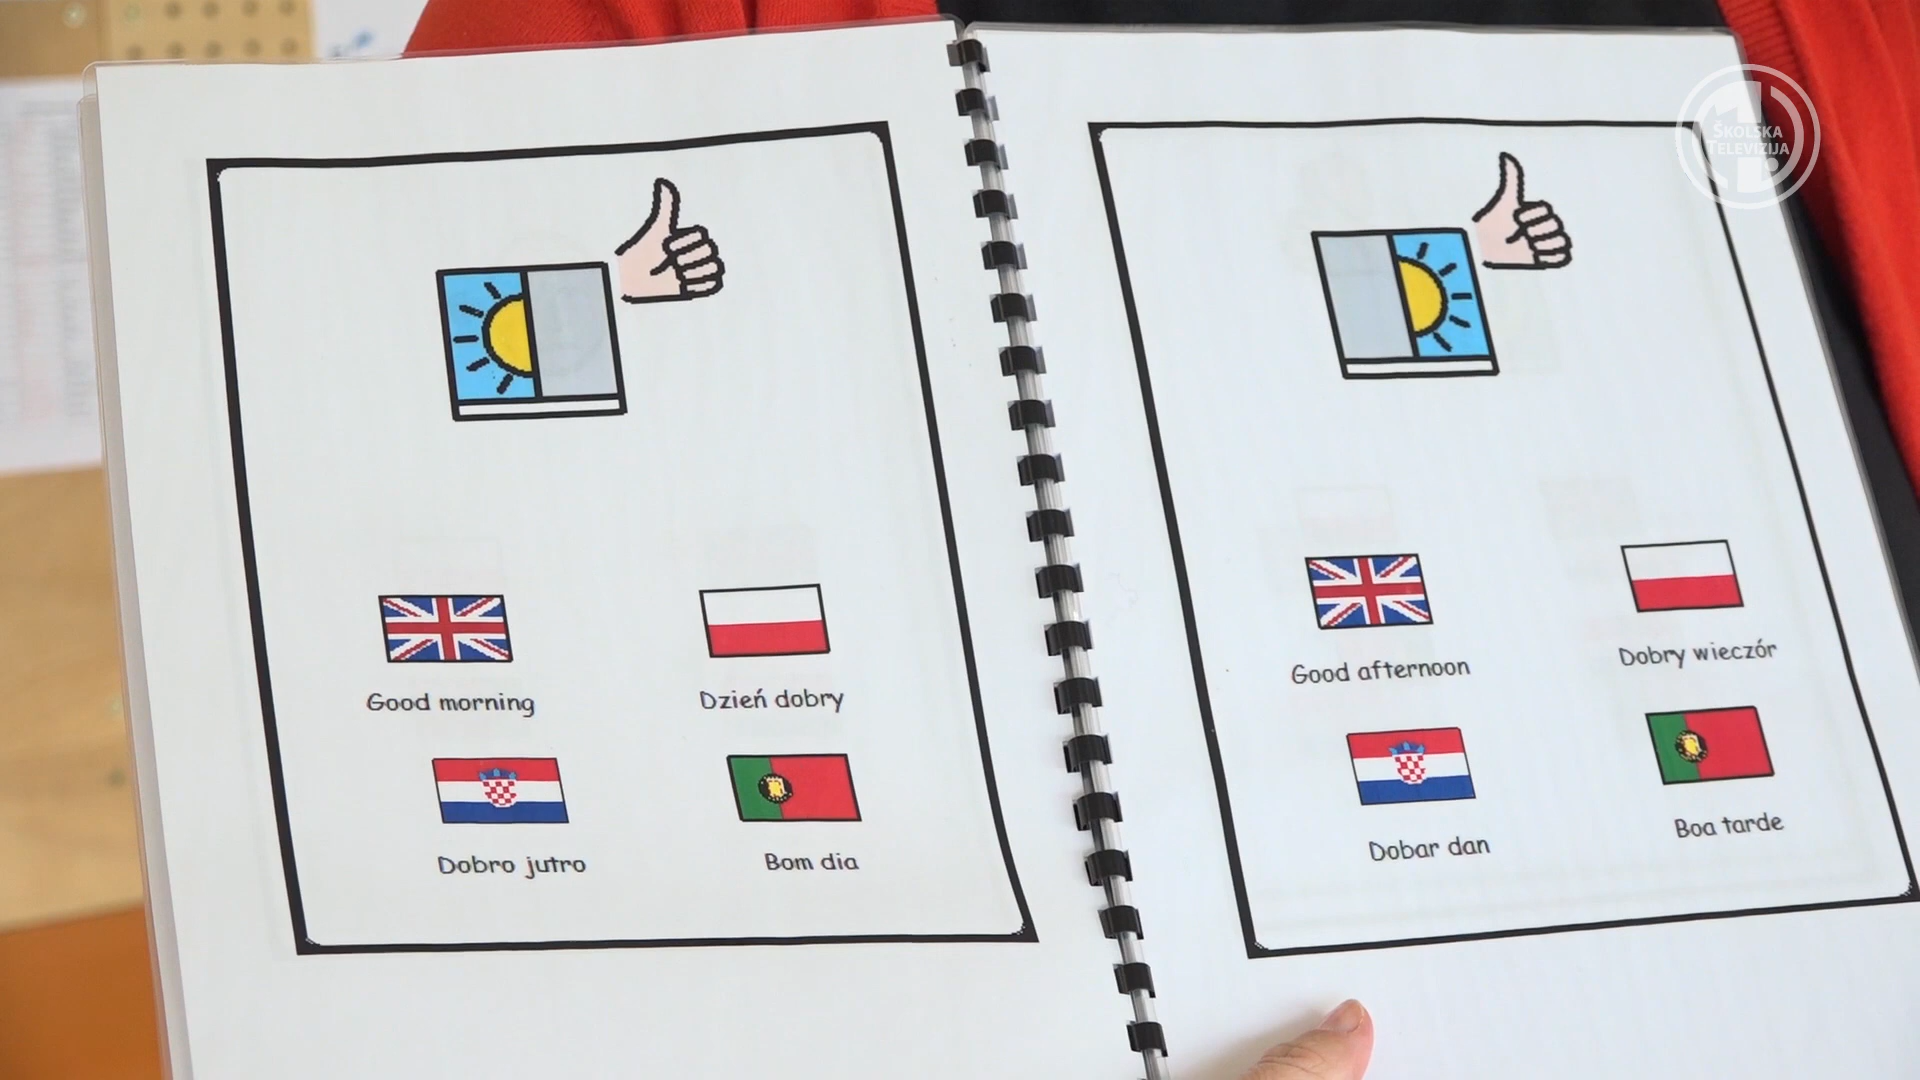 Good morning
Dzień dobry
Dobro jutro
Bom dia
Good afternoon
Dobry wieczór
Dobar dan
Boa tarde
ŠKOLSKA
TELEVIZIJA